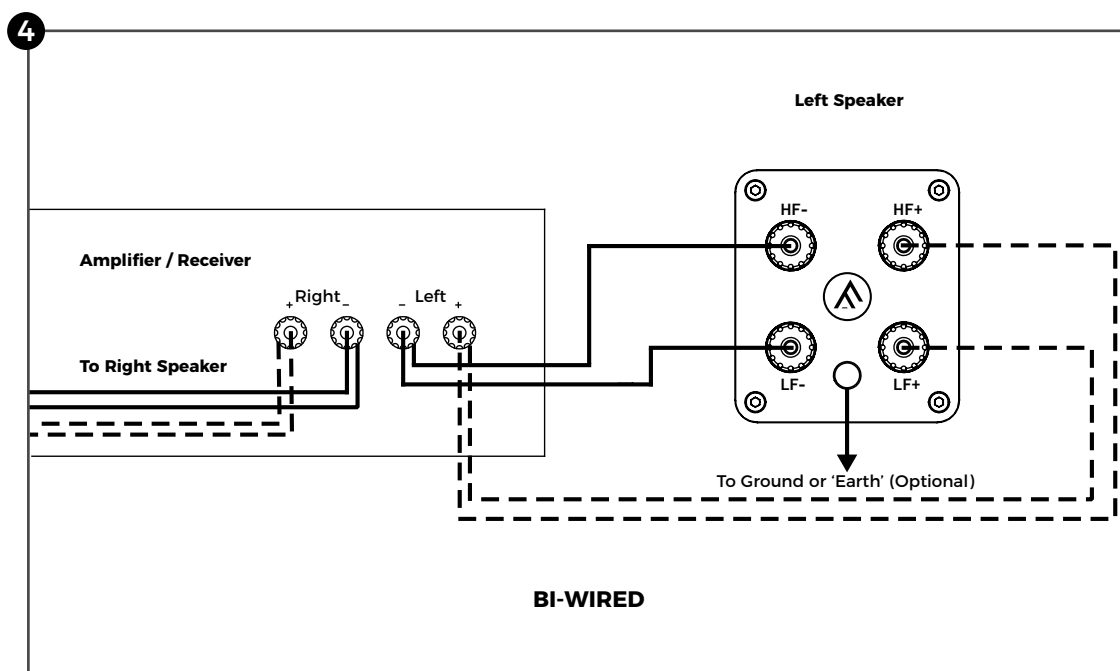 4
Left Speaker
HF- HF+
Amplifier / Receiver
+ Right - - Left +
To Right Speaker
LF- LF+
To Ground or ‘Earth’ (Optional)
BI-WIRED